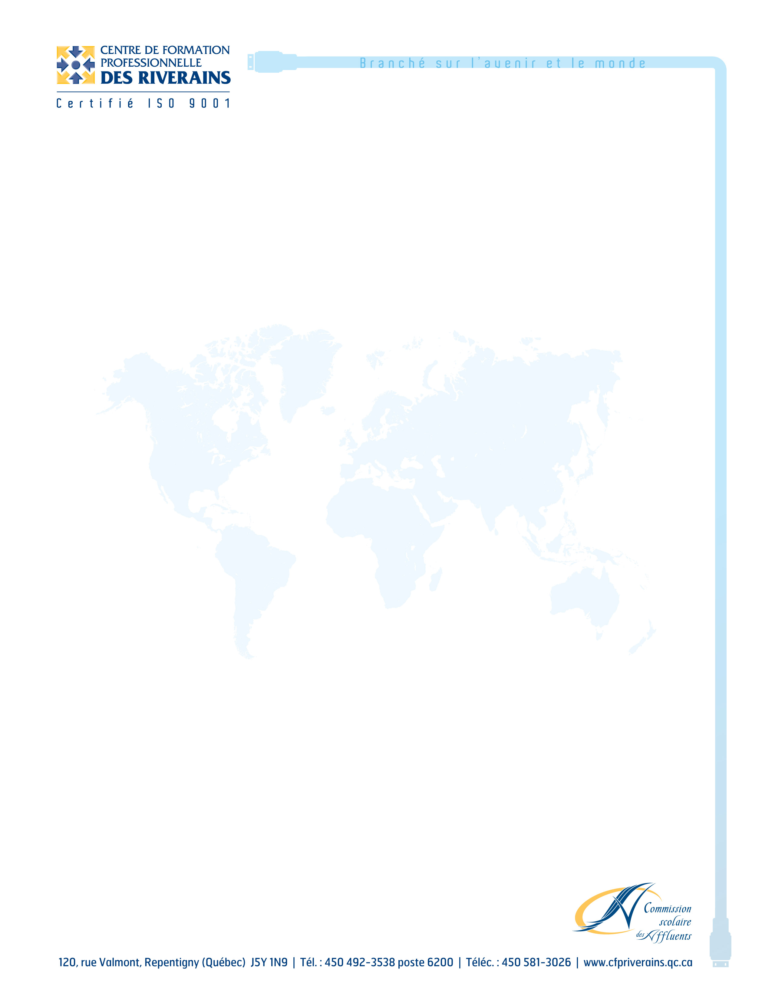 CENTRE DE FORMATION
PROFESSIONNELLE
DES RIVERAINS
Certifié ISO 9001
Branché sur l'avenir et le monde
Commission
scolaire
des Affluents
120, rue Valmont, Repentigny (Québec) J5Y 1N9 | Tél. : 450 492-3538 poste 6200 | Téléc. : 450 581-3026 | www.cfpriverains.qc.ca